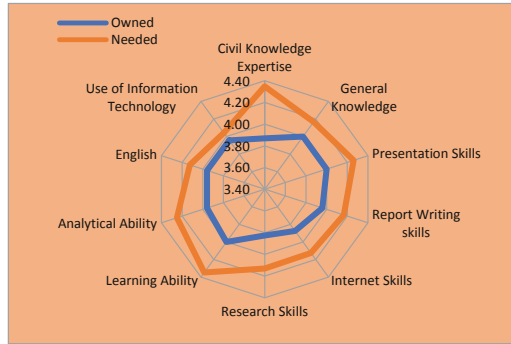 Owned
Needed
Civil Knowledge
Expertise
General
Knowledge
Presentation Skills
Report Writing
skills
Internet Skills
Research Skills
Learning Ability
Analytical Ability
English
Use of Information
Technology
4.40
4.20
4.00
3.80
3.60
3.40